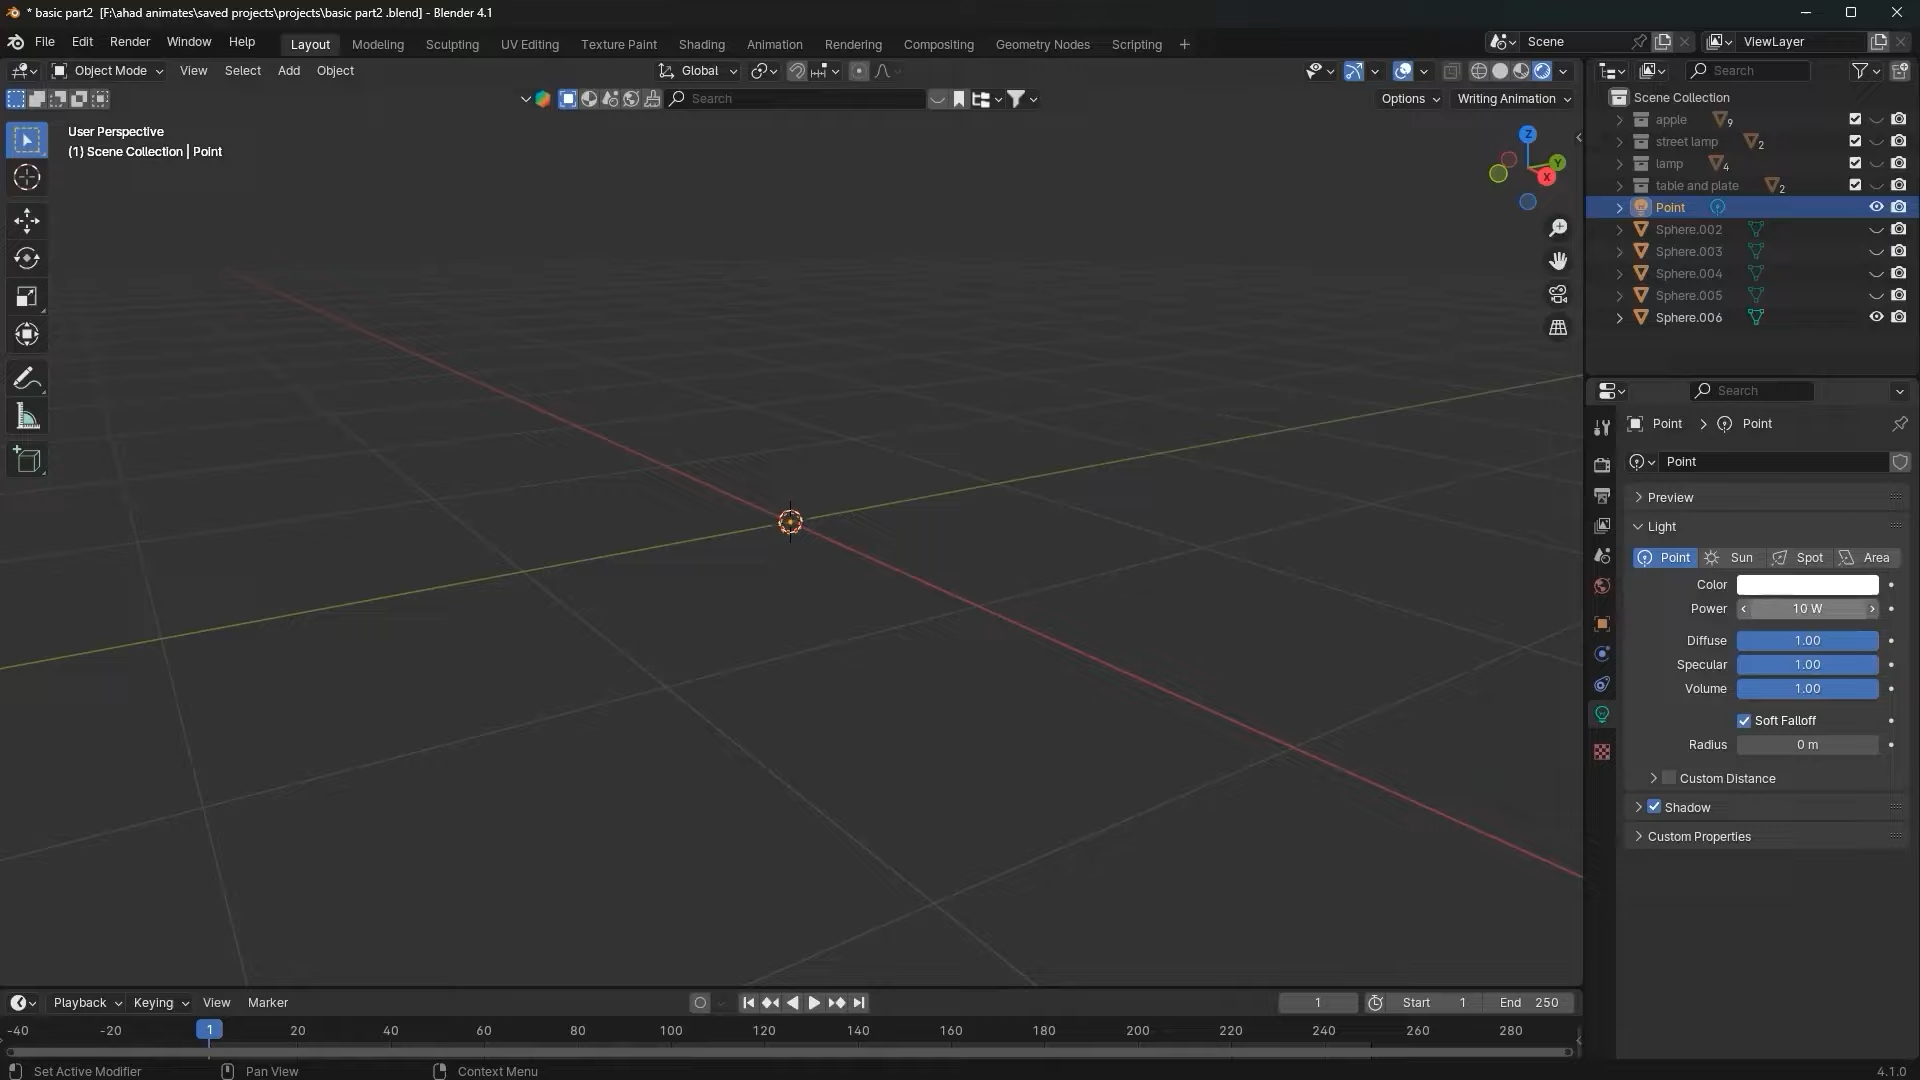 * basic part2  [F:\ahad animates\saved projects\projects\basic part2 .blend] - Blender 4.1
File Edit Render Window Help Layout Modeling Sculpting UV Editing Texture Paint Shading Animation Rendering Compositing Geometry Nodes Scripting + Scene ViewLayer
Object Mode View Select Add Object Global Search
Search Options Writing Animation
Scene Collection
User Perspective
(1) Scene Collection | Point
Z
Y
X
apple 9
street lamp 2
lamp 4
table and plate 2
Point
Sphere.002
Sphere.003
Sphere.004
Sphere.005
Sphere.006
Search
Point > Point
Point
Preview
Light
Point Sun Spot Area
Color
Power 10 W
Diffuse 1.00
Specular 1.00
Volume 1.00
Soft Falloff
Radius 0 m
Custom Distance
Shadow
Custom Properties
Playback Keying View Marker 1 Start 1 End 250
-40 -20 1 20 40 60 80 100 120 140 160 180 200 220 240 260 280
Set Active Modifier Pan View Context Menu 4.1.0